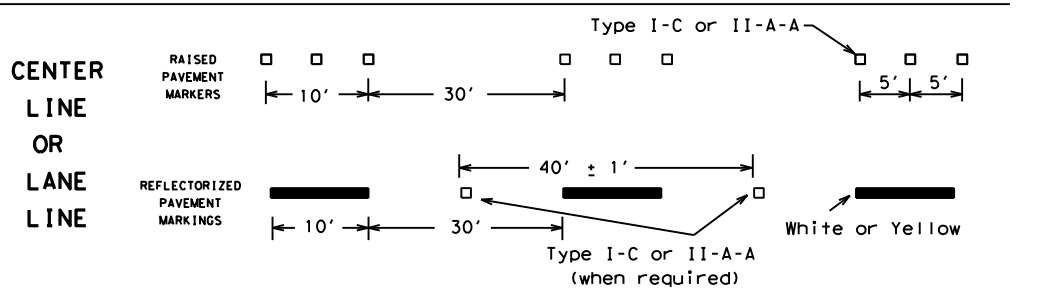 Type I-C or II-A-A
CENTER
LINE
OR
LANE
LINE
RAISED
PAVEMENT
MARKERS
10' 30' 5' 5'
40' ± 1'
REFLECTORIZED
PAVEMENT
MARKINGS
10' 30'
White or Yellow
Type I-C or II-A-A
(when required)